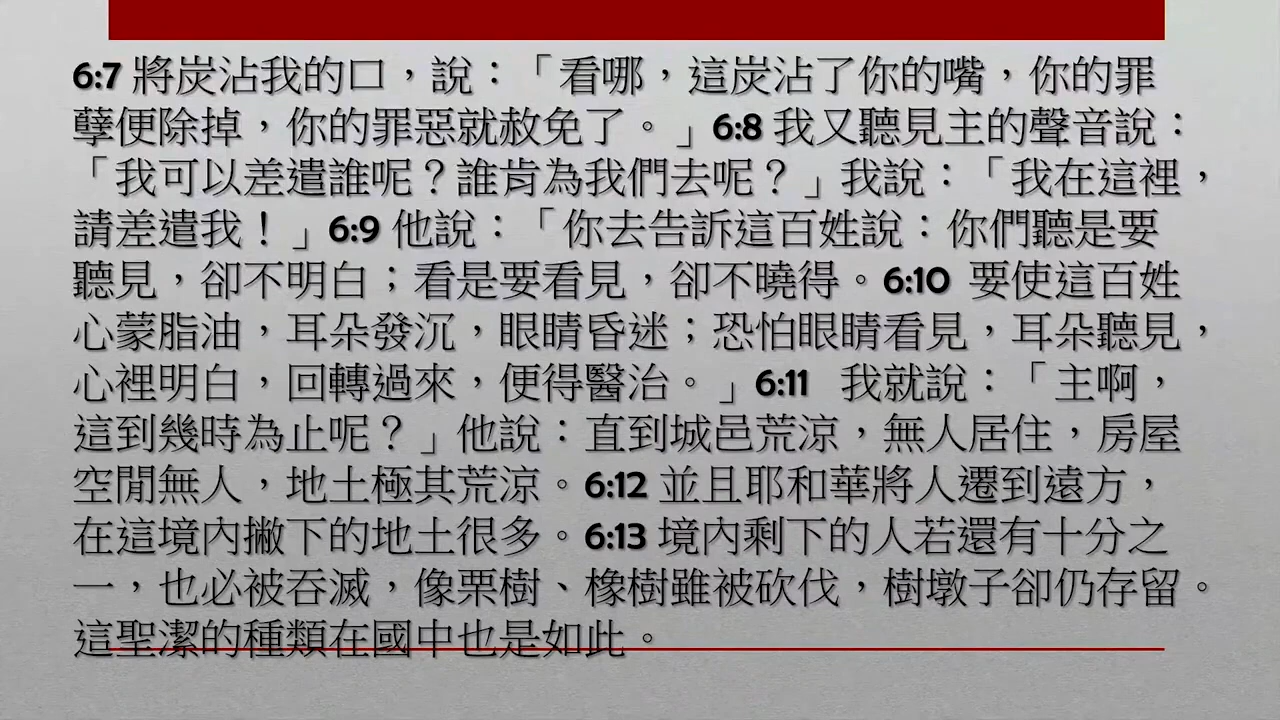 6:7 將炭沾我的口，說：「看哪，這炭沾了你的嘴，你的罪
孽便除掉，你的罪惡就赦免了。」6:8 我又聽見主的聲音說：
「我可以差遣誰呢？誰肯為我們去呢？」我說：「我在這裡，
請差遣我！」6:9 他說：「你去告訴這百姓說：你們聽是要
聽見，卻不明白；看是要看見，卻不曉得。6:10 要使這百姓
心蒙脂油，耳朵發沉，眼睛昏迷；恐怕眼睛看見，耳朵聽見，
心裡明白，回轉過來，便得醫治。」6:11 我就說：「主啊，
這到幾時為止呢？」他說：直到城邑荒涼，無人居住，房屋
空閒無人，地土極其荒涼。6:12 並且耶和華將人遷到遠方，
在這境內撇下的地土很多。6:13 境內剩下的人若還有十分之
一，也必被吞滅，像栗樹、橡樹雖被砍伐，樹墩子卻仍存留。
這聖潔的種類在國中也是如此。